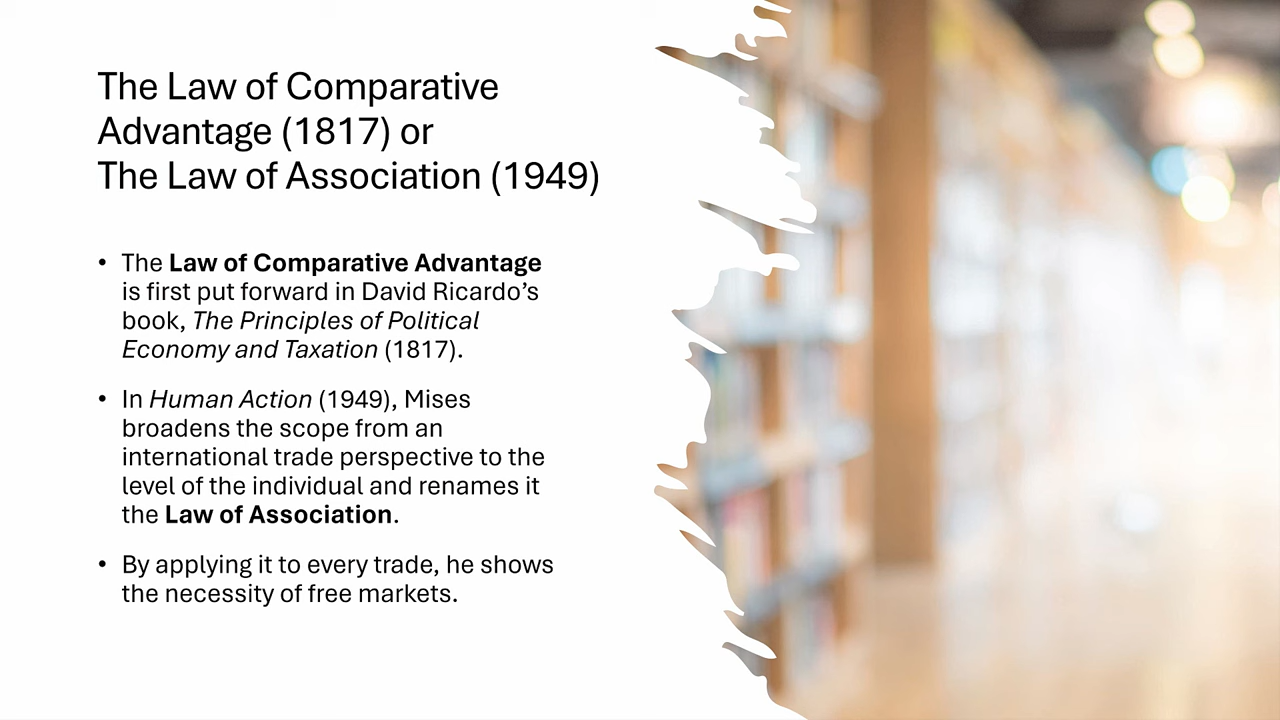 The Law of Comparative
Advantage (1817) or
The Law of Association (1949)
• The Law of Comparative Advantage
is first put forward in David Ricardo’s
book, The Principles of Political
Economy and Taxation (1817).
• In Human Action (1949), Mises
broadens the scope from an
international trade perspective to the
level of the individual and renames it
the Law of Association.
• By applying it to every trade, he shows
the necessity of free markets.